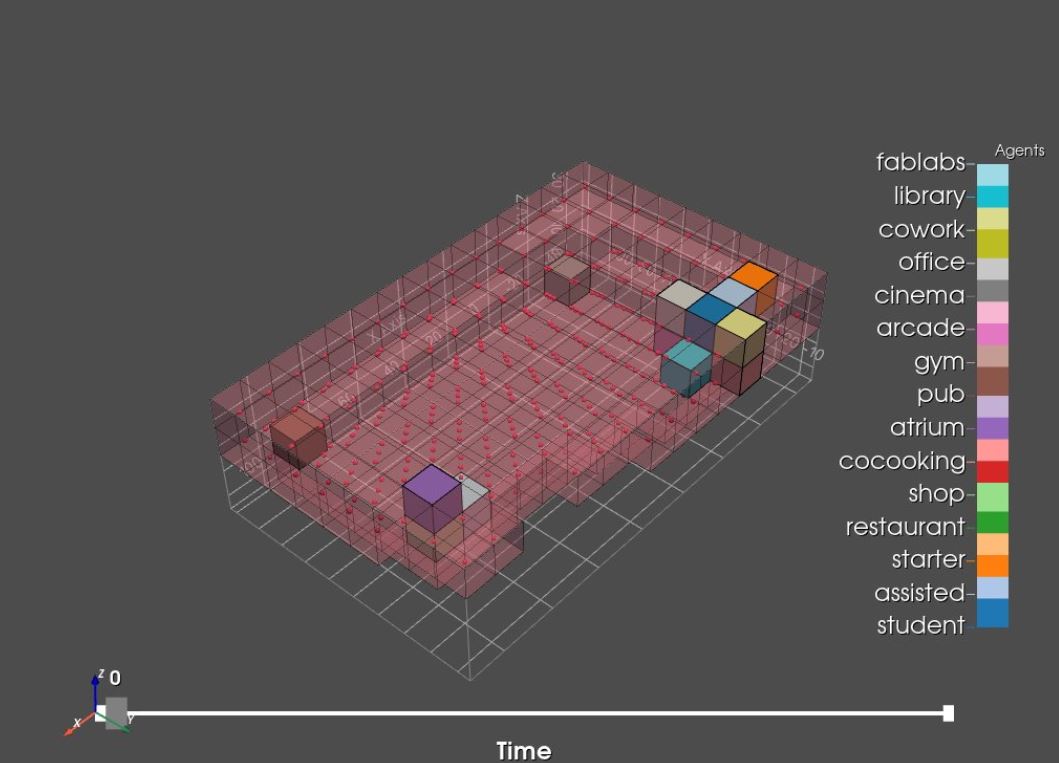 Agents
fablabs
library
cowork
office
cinema
arcade
gym
pub
atrium
cocooking
shop
restaurant
starter
assisted
student
z
0
X
Y
Time